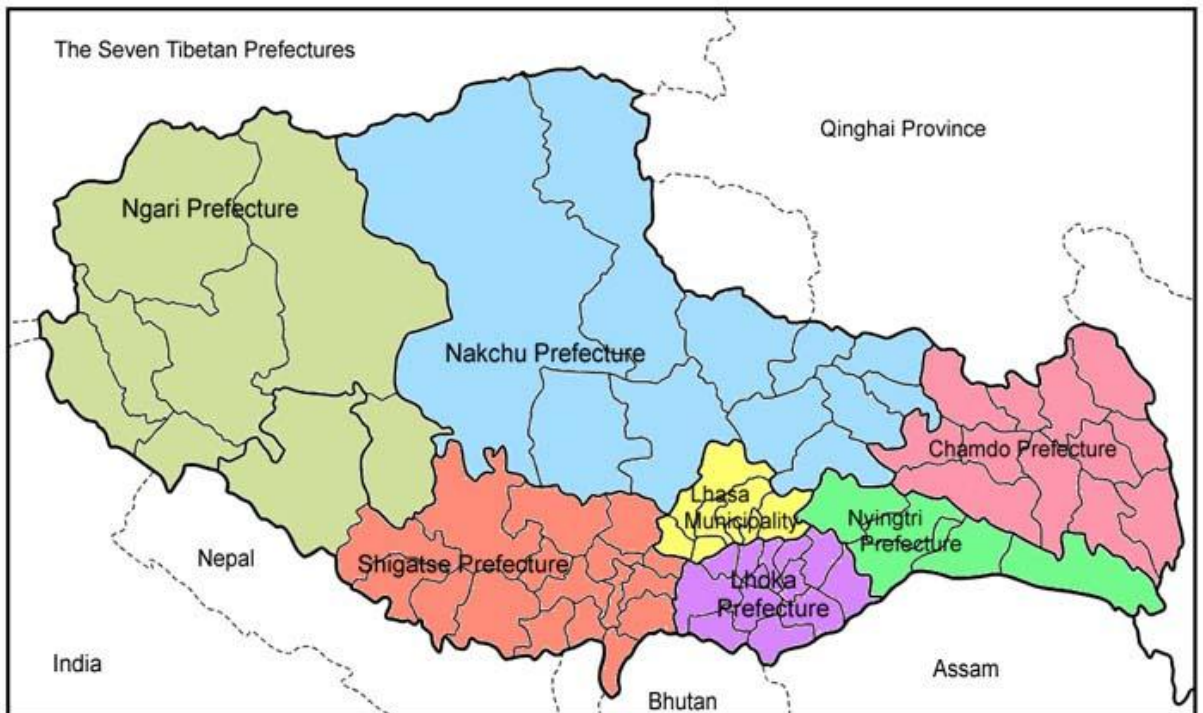 The Seven Tibetan Prefectures
Qinghai Province
Ngari Prefecture
Nakchu Prefecture
Chamdo Prefecture
Lhasa
Municipality
Nyingtri
Prefecture
Nepal
Shigatse Prefecture
Lhoka
Prefecture
India
Assam
Bhutan